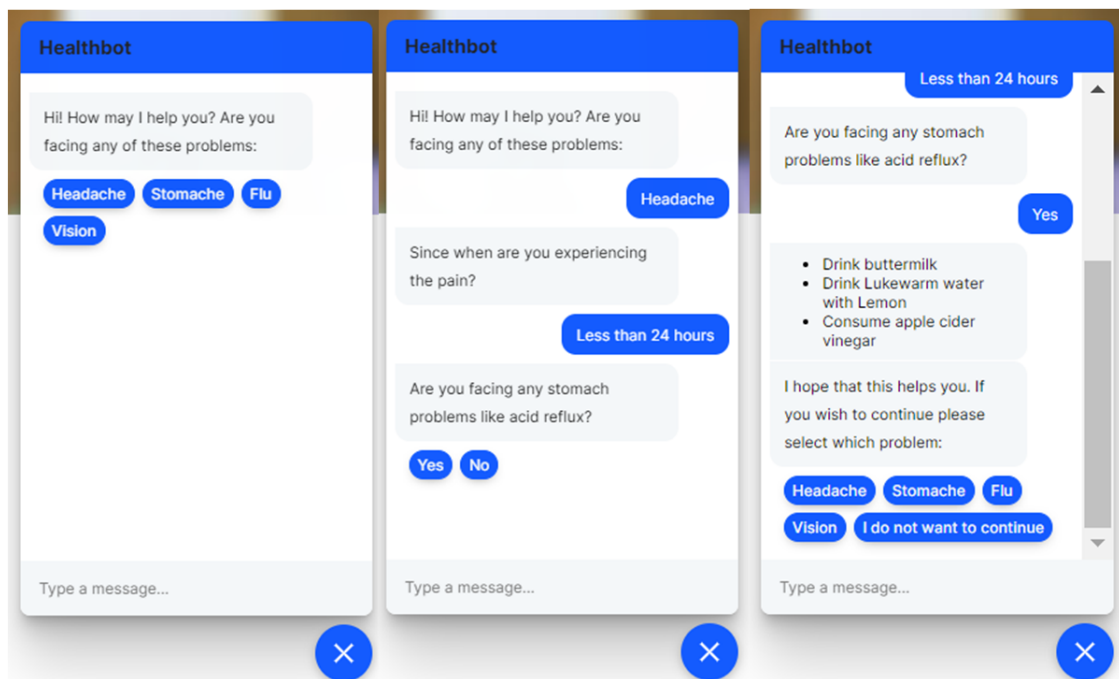 Healthbot
Hi! How may I help you? Are you
facing any of these problems:
Headache Stomache Flu
Vision
Type a message...
Healthbot
Hi! How may I help you? Are you
facing any of these problems:
Headache
Since when are you experiencing
the pain?
Less than 24 hours
Are you facing any stomach
problems like acid reflux?
Yes No
Type a message...
Healthbot
Less than 24 hours
Are you facing any stomach
problems like acid reflux?
Yes
• Drink buttermilk
• Drink Lukewarm water
with Lemon
• Consume apple cider
vinegar
I hope that this helps you. If
you wish to continue please
select which problem:
Headache Stomache Flu
Vision I do not want to continue
Type a message...